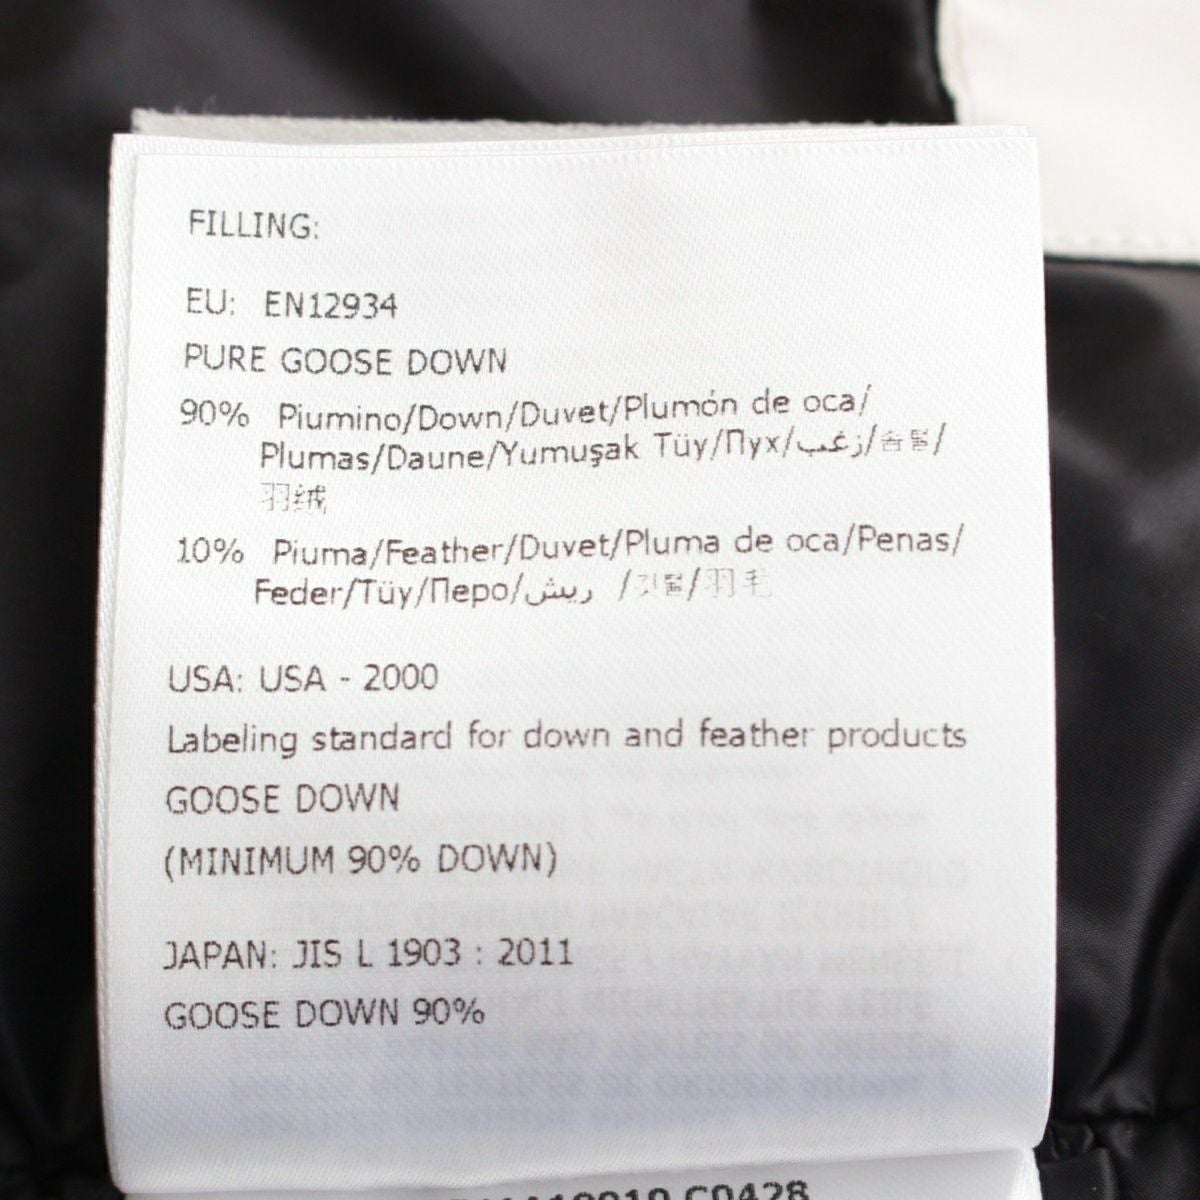 FILLING:
EU: EN12934
PURE GOOSE DOWN
90% Piumino/Down/Duvet/Plumón de oca/
Plumas/Daune/Yumuşak Tüy/Пух/زغب/솜털/
羽绒
10% Piuma/Feather/Duvet/Pluma de oca/Penas/
Feder/Tüy/Перо/ريش /깃털/羽毛
USA: USA - 2000
Labeling standard for down and feather products
GOOSE DOWN
(MINIMUM 90% DOWN)
JAPAN: JIS L 1903 : 2011
GOOSE DOWN 90%
C0428